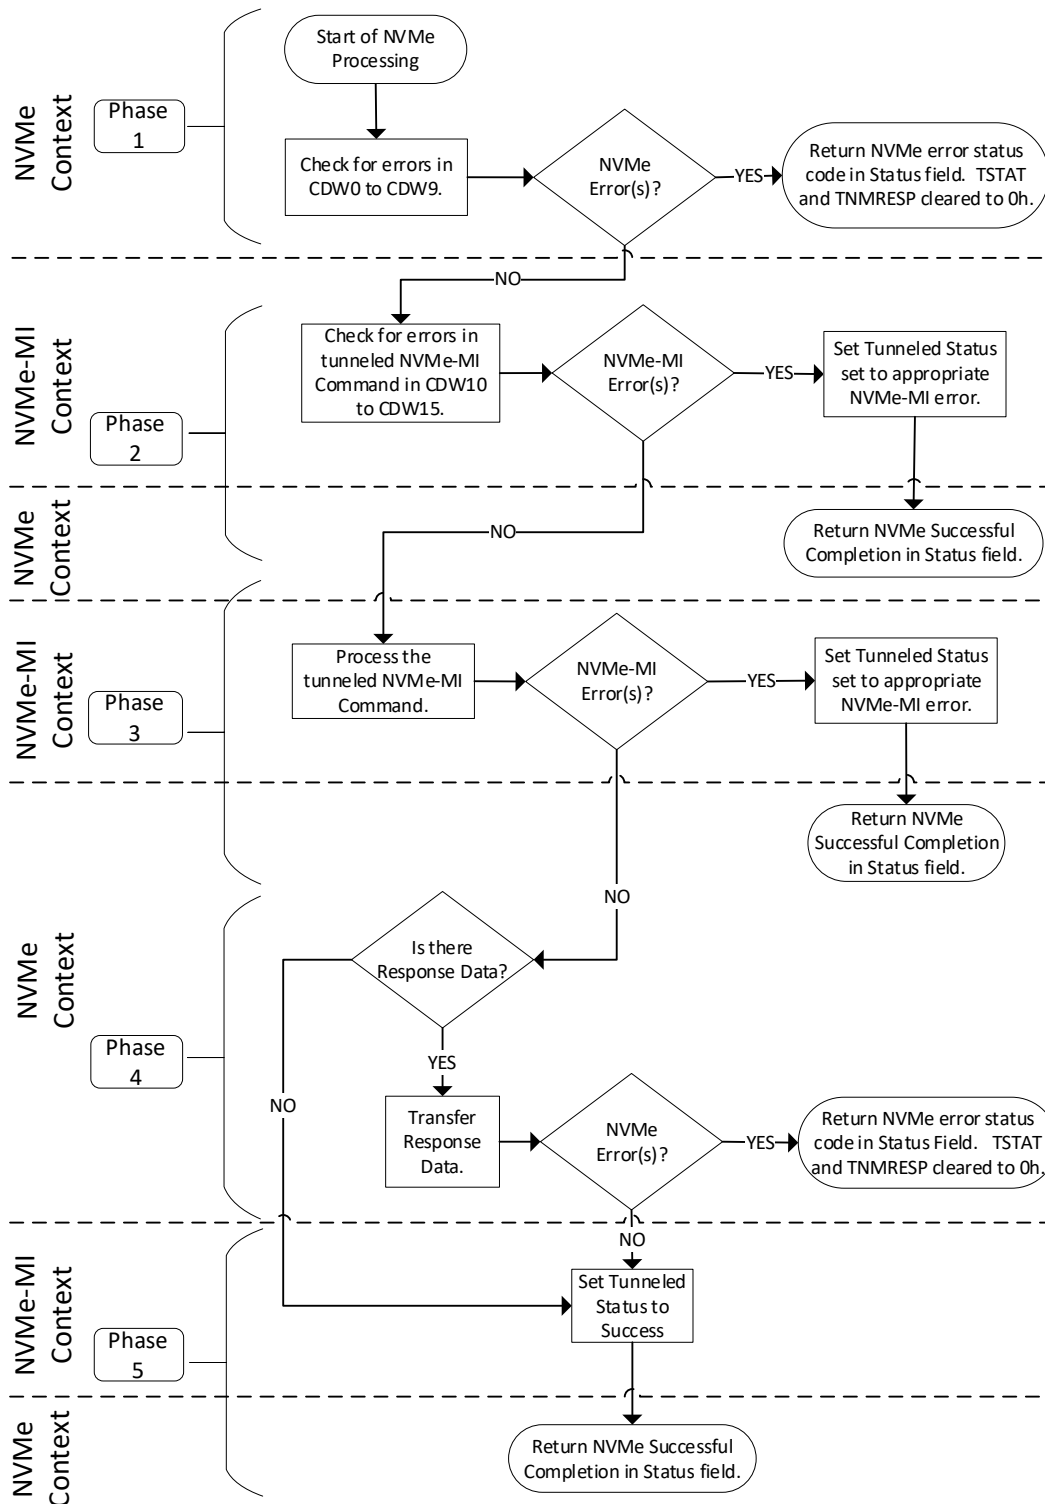 NVMe
Context
Phase
1
Start of NVMe
Processing
Check for errors in
CDW0 to CDW9.
NVMe
Error(s)?
YES
Return NVMe error status
code in Status field.  TSTAT
and TNMRESP cleared to 0h.
NO
NVMe-MI
Context
Phase
2
Check for errors in
tunneled NVMe-MI
Command in CDW10
to CDW15.
NVMe-MI
Error(s)?
YES
Set Tunneled Status
set to appropriate
NVMe-MI error.
NVMe
Context
NO
Return NVMe Successful
Completion in Status field.
NVMe-MI
Context
Phase
3
Process the
tunneled NVMe-MI
Command.
NVMe-MI
Error(s)?
YES
Set Tunneled Status
set to appropriate
NVMe-MI error.
Return NVMe
Successful Completion
in Status field.
NO
NVMe
Context
Phase
4
Is there
Response Data?
YES
NO
Transfer
Response
Data.
NVMe
Error(s)?
YES
Return NVMe error status
code in Status Field.  TSTAT
and TNMRESP cleared to 0h.
NO
NVMe-MI
Context
Phase
5
Set Tunneled
Status to
Success
NVMe
Context
Return NVMe Successful
Completion in Status field.